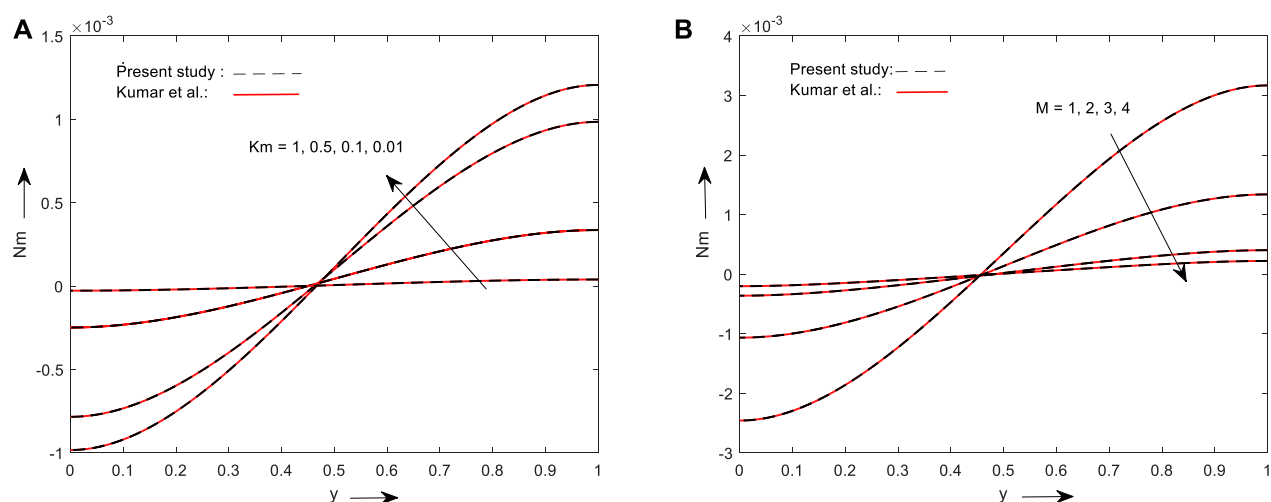 A
×10⁻³
1.5
1
0.5
0
-0.5
-1
Nm
Present study :
Kumar et al.:
Km = 1, 0.5, 0.1, 0.01
0 0.1 0.2 0.3 0.4 0.5 0.6 0.7 0.8 0.9 1
y
B
×10⁻³
4
3
2
1
0
-1
-2
-3
Nm
Present study:
Kumar et al.:
M = 1, 2, 3, 4
0 0.1 0.2 0.3 0.4 0.5 0.6 0.7 0.8 0.9 1
y